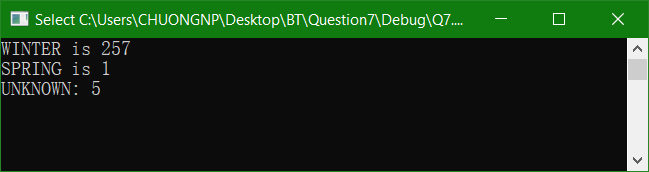 Select C:\Users\CHUONGNP\Desktop\BT\Question7\Debug\Q7....
WINTER is 257
SPRING is 1
UNKNOWN: 5